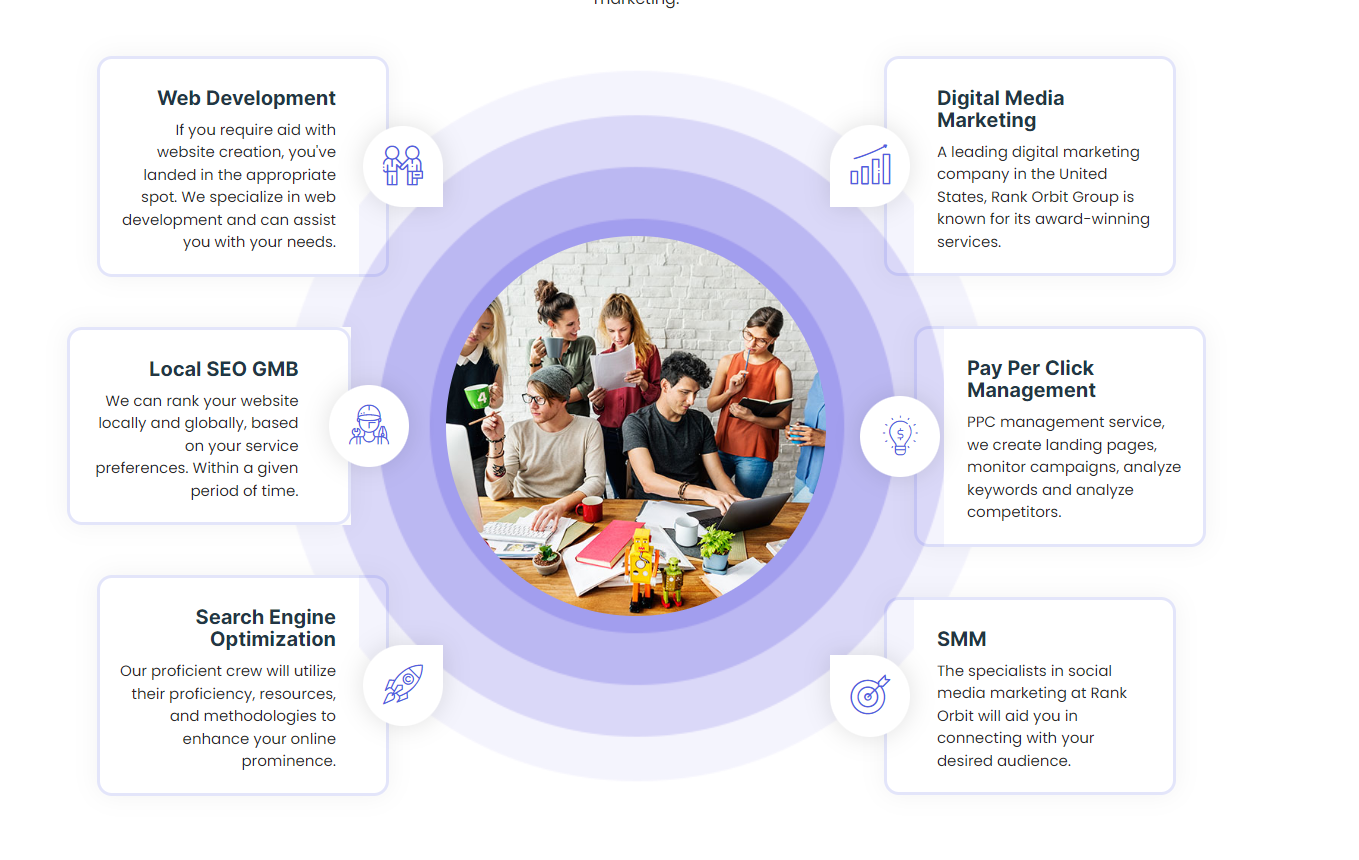 marketing.
Web Development
If you require aid with
website creation, you've
landed in the appropriate
spot. We specialize in web
development and can assist
you with your needs.
Digital Media
Marketing
A leading digital marketing
company in the United
States, Rank Orbit Group is
known for its award-winning
services.
Local SEO GMB
We can rank your website
locally and globally, based
on your service
preferences. Within a given
period of time.
4
$
Pay Per Click
Management
PPC management service,
we create landing pages,
monitor campaigns, analyze
keywords and analyze
competitors.
Search Engine
Optimization
Our proficient crew will utilize
their proficiency, resources,
and methodologies to
enhance your online
prominence.
©
SMM
The specialists in social
media marketing at Rank
Orbit will aid you in
connecting with your
desired audience.